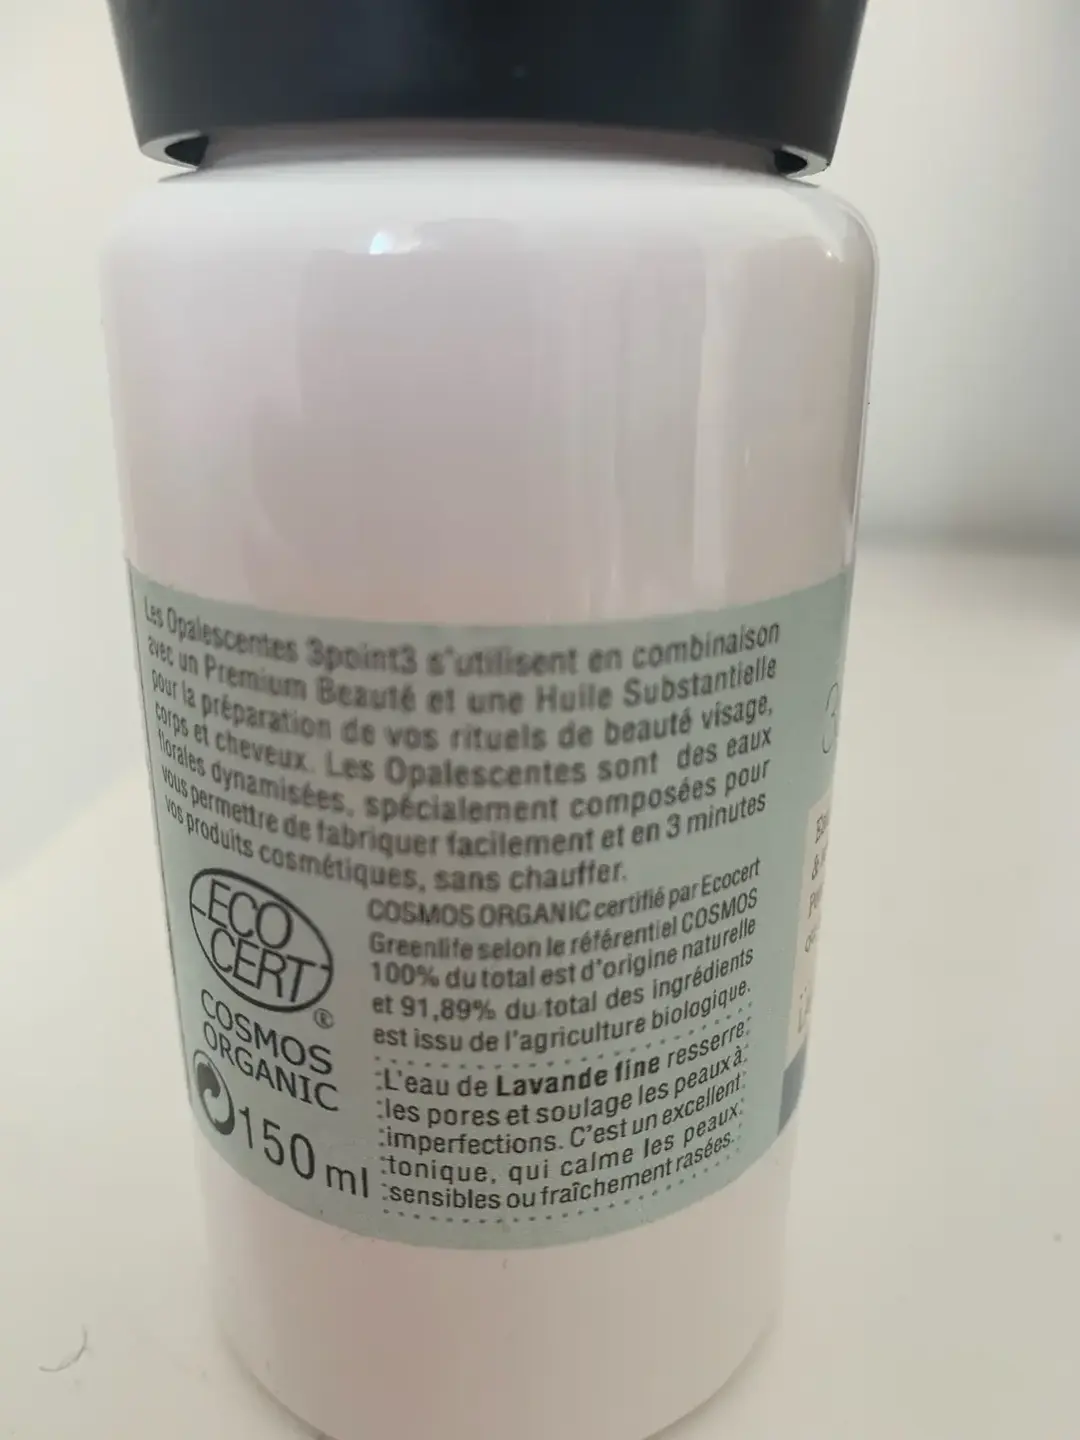 Les Opalescentes 3point3 s'utilisent en combinaison
avec un Premium Beauté et une Huile Substantielle
pour la préparation de vos rituels de beauté visage,
corps et cheveux. Les Opalescentes sont des eaux
florales dynamisées, spécialement composées pour
vous permettre de fabriquer facilement et en 3 minutes
vos produits cosmétiques, sans chauffer.
ECO
CERT
®
COSMOS
ORGANIC
COSMOS ORGANIC certifié par Ecocert
Greenlife selon le référentiel COSMOS
100% du total est d'origine naturelle
et 91,89% du total des ingrédients
est issu de l'agriculture biologique.
L'eau de Lavande fine resserre
les pores et soulage les peaux à
imperfections. C'est un excellent
tonique, qui calme les peaux
sensibles ou fraîchement rasées.
150 ml